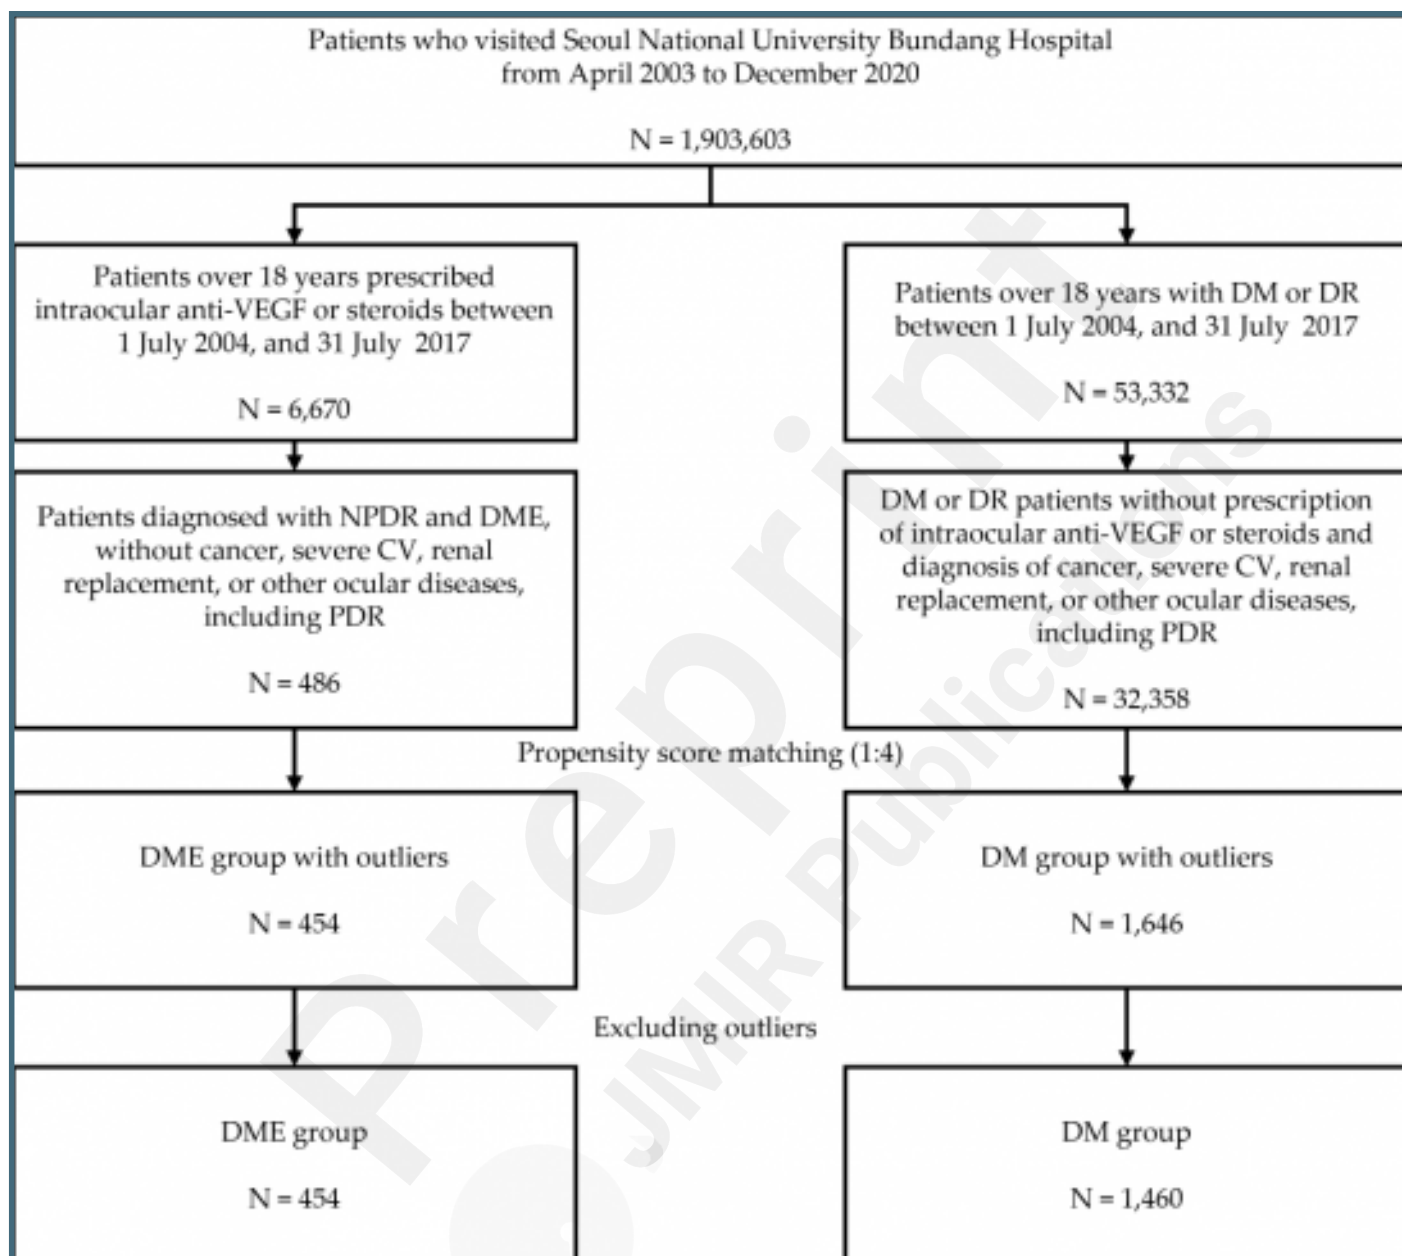 Patients who visited Seoul National University Bundang Hospital
from April 2003 to December 2020
N = 1,903,603
Patients over 18 years prescribed
intraocular anti-VEGF or steroids between
1 July 2004, and 31 July 2017
N = 6,670
Patients over 18 years with DM or DR
between 1 July 2004, and 31 July 2017
N = 53,332
Patients diagnosed with NPDR and DME,
without cancer, severe CV, renal
replacement, or other ocular diseases,
including PDR
N = 486
DM or DR patients without prescription
of intraocular anti-VEGF or steroids and
diagnosis of cancer, severe CV, renal
replacement, or other ocular diseases,
including PDR
N = 32,358
Propensity score matching (1:4)
DME group with outliers
N = 454
DM group with outliers
N = 1,646
Excluding outliers
DME group
N = 454
DM group
N = 1,460
Preprint
JMIR Publications